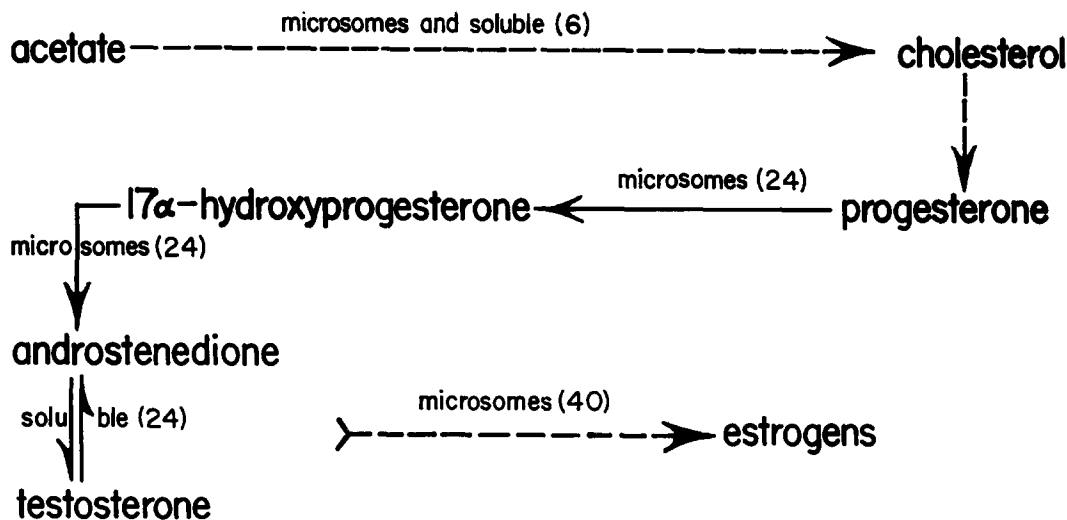 microsomes and soluble (6)
acetate cholesterol
microsomes (24)
17α-hydroxyprogesterone progesterone
microsomes (24)
androstenedione
microsomes (40)
soluble (24)
estrogens
testosterone